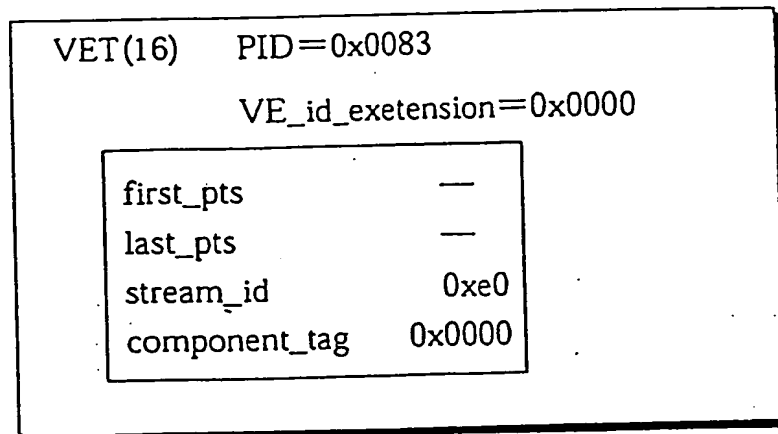 VET(16) PID=0x0083
VE_id_exetension=0x0000
first_pts —
last_pts —
stream_id 0xe0
component_tag 0x0000